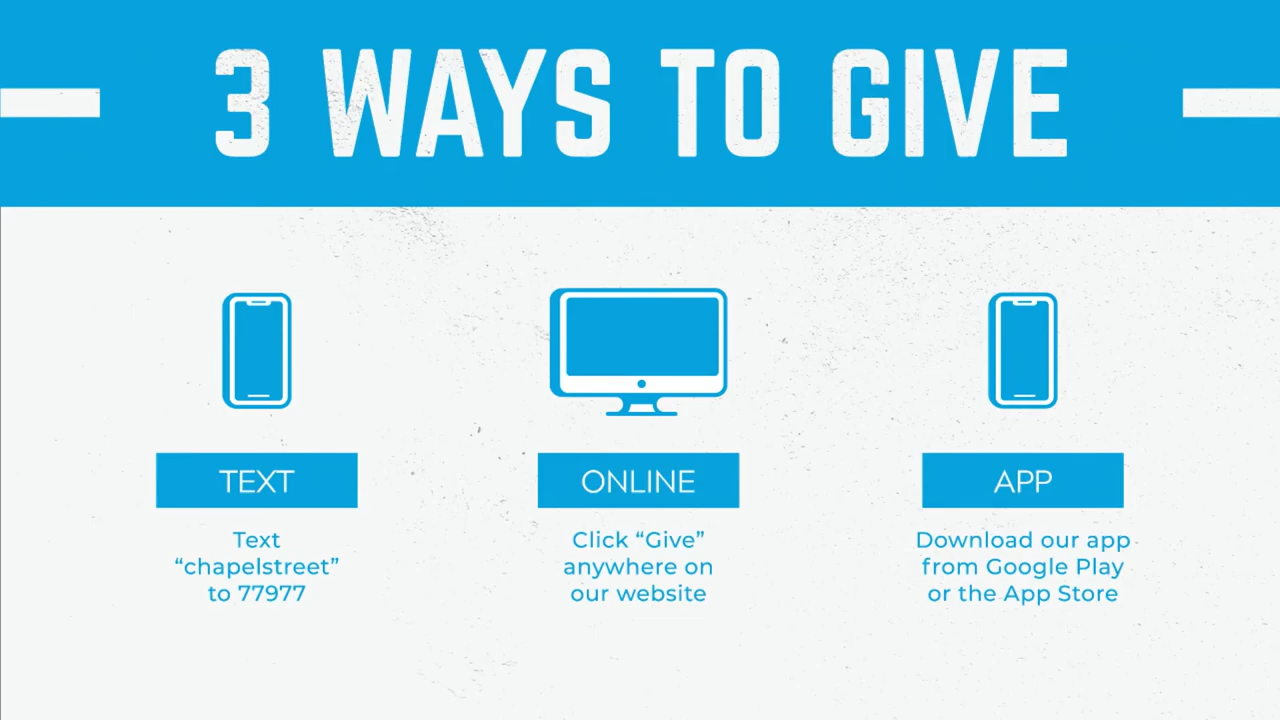 3 WAYS TO GIVE
TEXT
Text
“chapelstreet”
to 77977
ONLINE
Click “Give”
anywhere on
our website
APP
Download our app
from Google Play
or the App Store